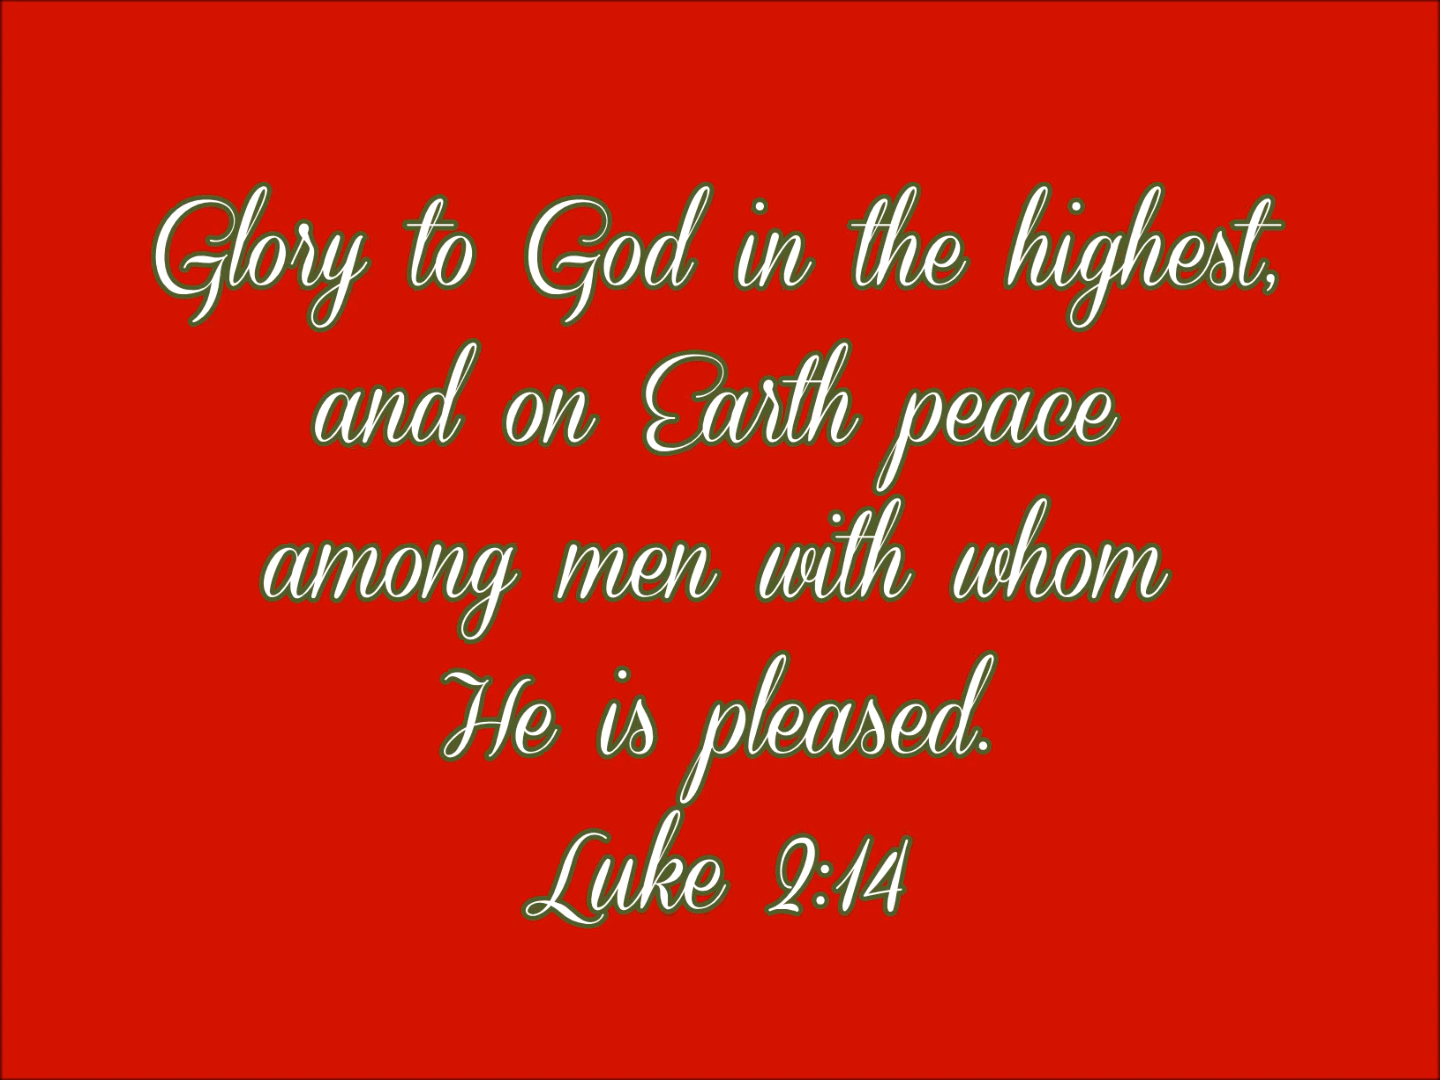 Glory to God in the highest,
and on Earth peace
among men with whom
He is pleased.
Luke 2:14